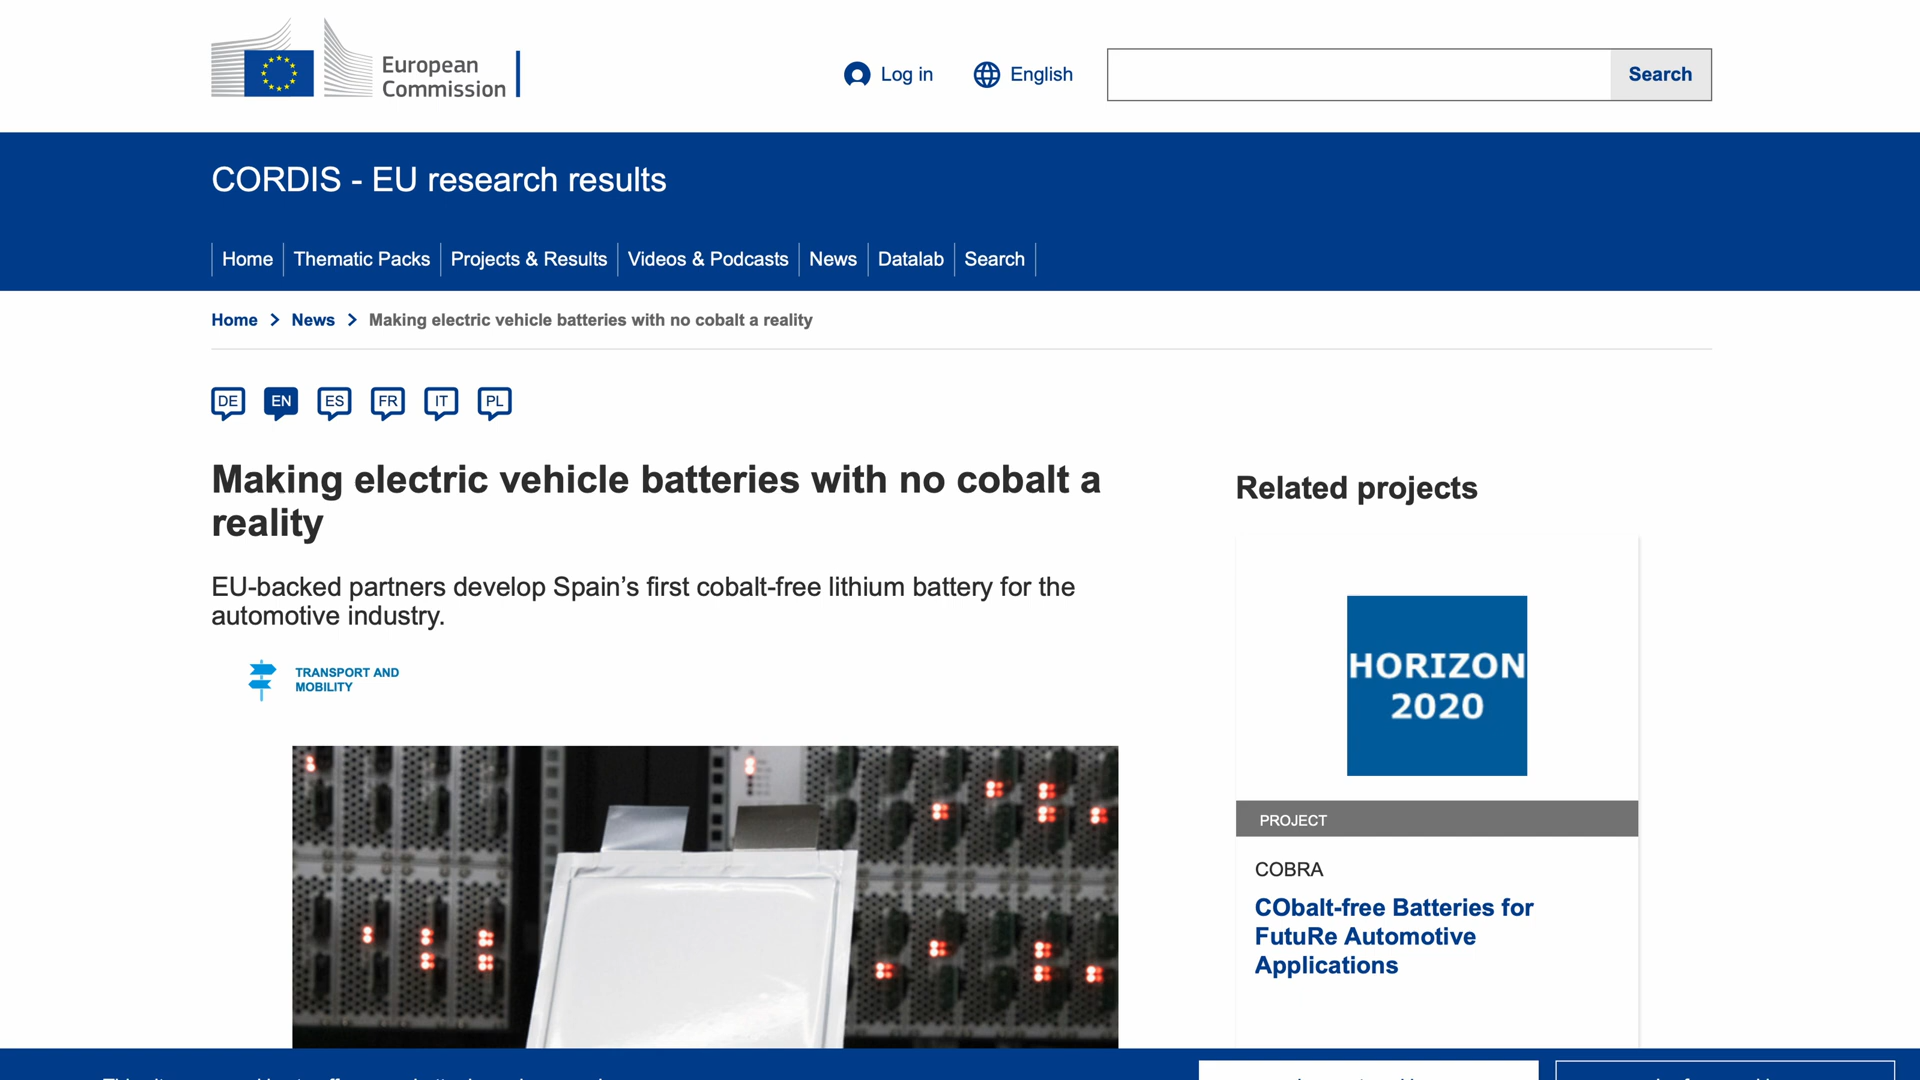 European
Commission
Log in
English
Search
CORDIS - EU research results
Home
Thematic Packs
Projects & Results
Videos & Podcasts
News
Datalab
Search
Home
News
Making electric vehicle batteries with no cobalt a reality
DE
EN
ES
FR
IT
PL
Making electric vehicle batteries with no cobalt a
reality
EU-backed partners develop Spain’s first cobalt-free lithium battery for the
automotive industry.
TRANSPORT AND
MOBILITY
Related projects
HORIZON
2020
PROJECT
COBRA
CObalt-free Batteries for
FutuRe Automotive
Applications